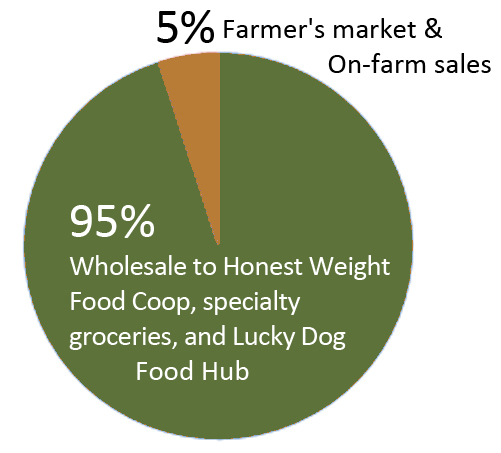 5% Farmer's market &
On-farm sales
95%
Wholesale to Honest Weight
Food Coop, specialty
groceries, and Lucky Dog
Food Hub